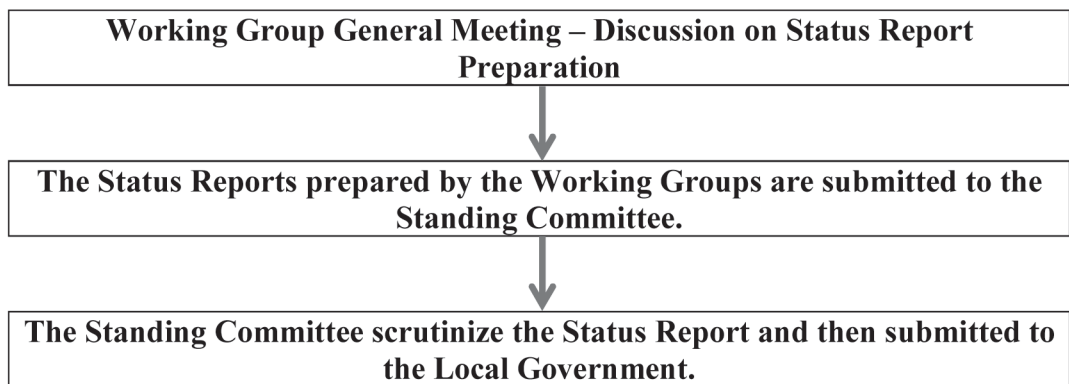 Working Group General Meeting – Discussion on Status Report
Preparation
The Status Reports prepared by the Working Groups are submitted to the
Standing Committee.
The Standing Committee scrutinize the Status Report and then submitted to
the Local Government.